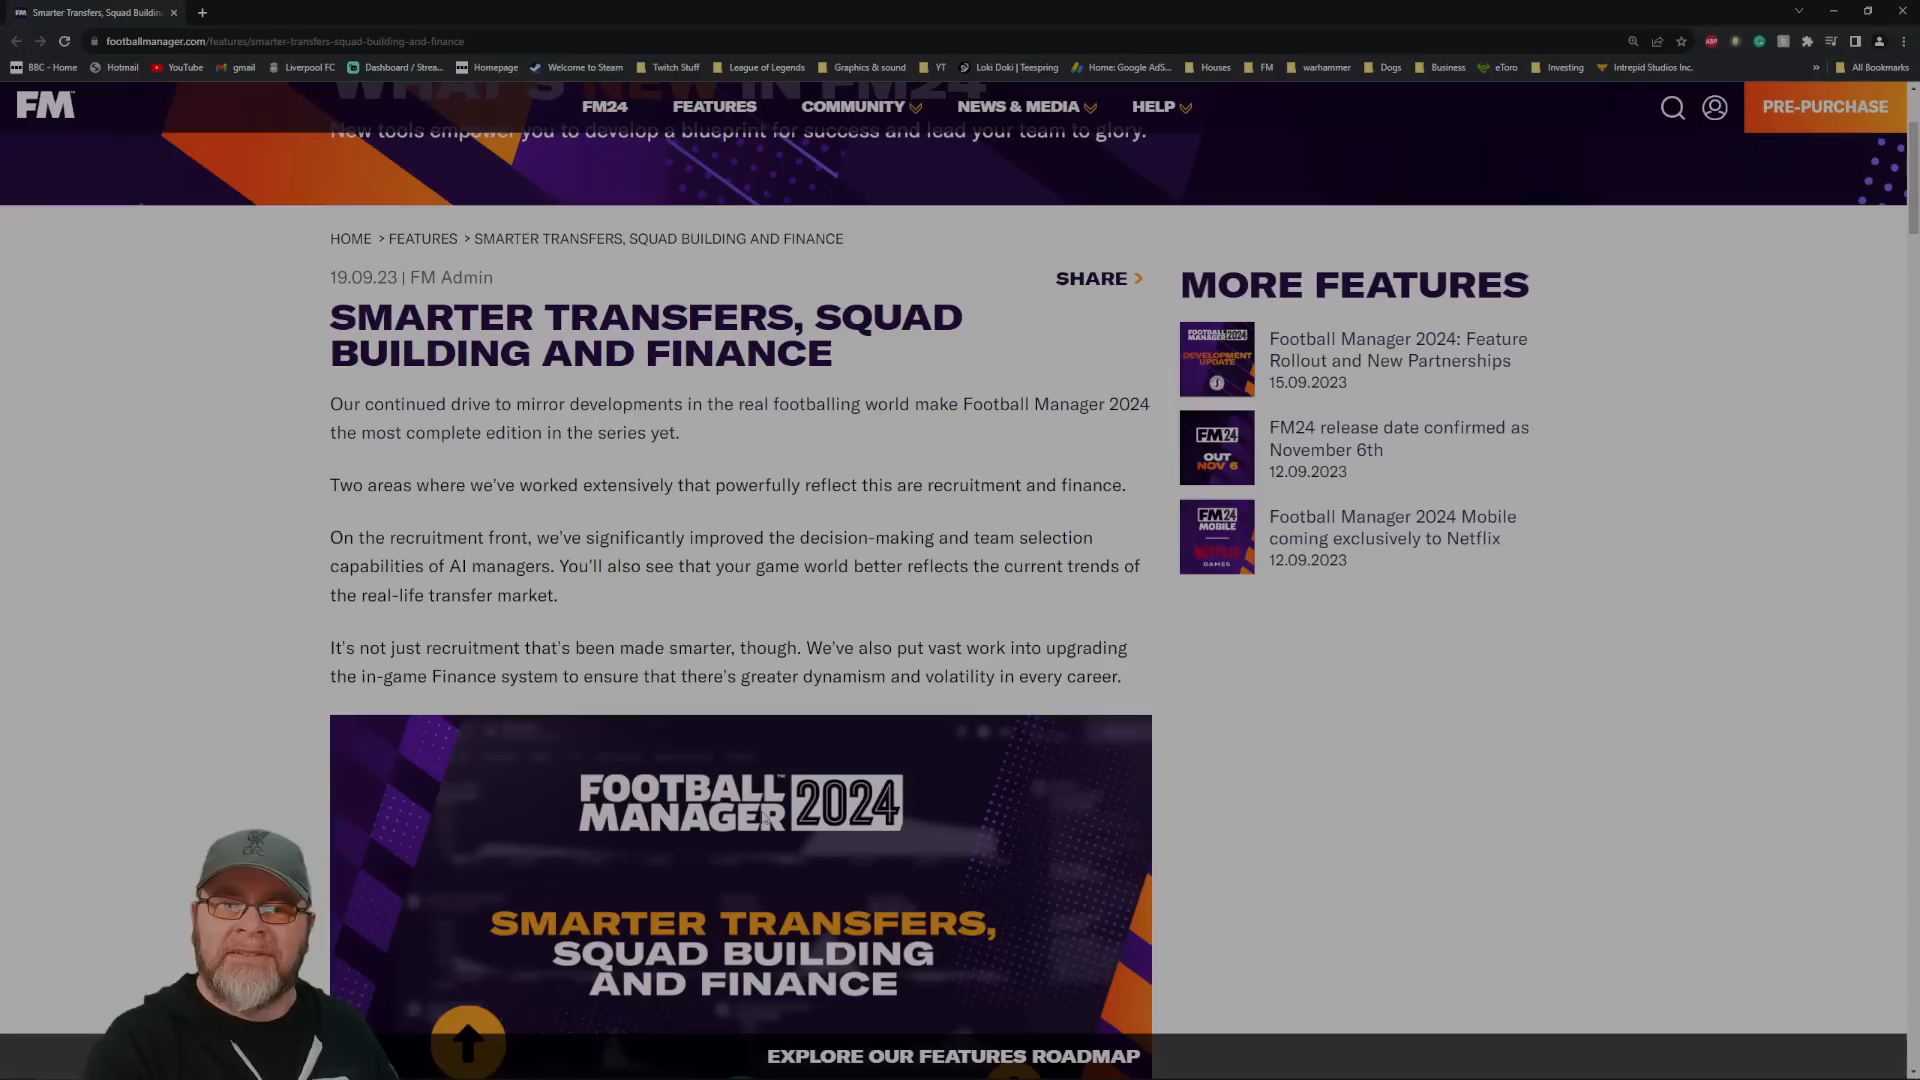 FM Smarter Transfers, Squad Buildin
footballmanager.com/features/smarter-transfers-squad-building-and-finance
ABP
BBC - Home Hotmail YouTube gmail Liverpool FC Dashboard / Strea... Homepage Welcome to Steam Twitch Stuff League of Legends Graphics & sound YT Loki Doki | Teespring Home: Google AdS... Houses FM warhammer Dogs Business eToro Investing Intrepid Studios Inc. » All Bookmarks
WHAT'S NEW IN FM24
FM FM24 FEATURES COMMUNITY NEWS & MEDIA HELP PRE-PURCHASE
New tools empower you to develop a blueprint for success and lead your team to glory.
HOME > FEATURES > SMARTER TRANSFERS, SQUAD BUILDING AND FINANCE
19.09.23 | FM Admin
SHARE >
SMARTER TRANSFERS, SQUAD
BUILDING AND FINANCE
Our continued drive to mirror developments in the real footballing world make Football Manager 2024
the most complete edition in the series yet.
Two areas where we've worked extensively that powerfully reflect this are recruitment and finance.
On the recruitment front, we've significantly improved the decision-making and team selection
capabilities of AI managers. You'll also see that your game world better reflects the current trends of
the real-life transfer market.
It's not just recruitment that's been made smarter, though. We've also put vast work into upgrading
the in-game Finance system to ensure that there's greater dynamism and volatility in every career.
FOOTBALL
MANAGER 2024
SMARTER TRANSFERS,
SQUAD BUILDING
AND FINANCE
MORE FEATURES
FOOTBALL
MANAGER 2024
DEVELOPMENT
UPDATE
Football Manager 2024: Feature
Rollout and New Partnerships
15.09.2023
FM24
OUT
NOV 6
FM24 release date confirmed as
November 6th
12.09.2023
FM24
MOBILE
NETFLIX
GAMES
Football Manager 2024 Mobile
coming exclusively to Netflix
12.09.2023
LFC
EXPLORE OUR FEATURES ROADMAP